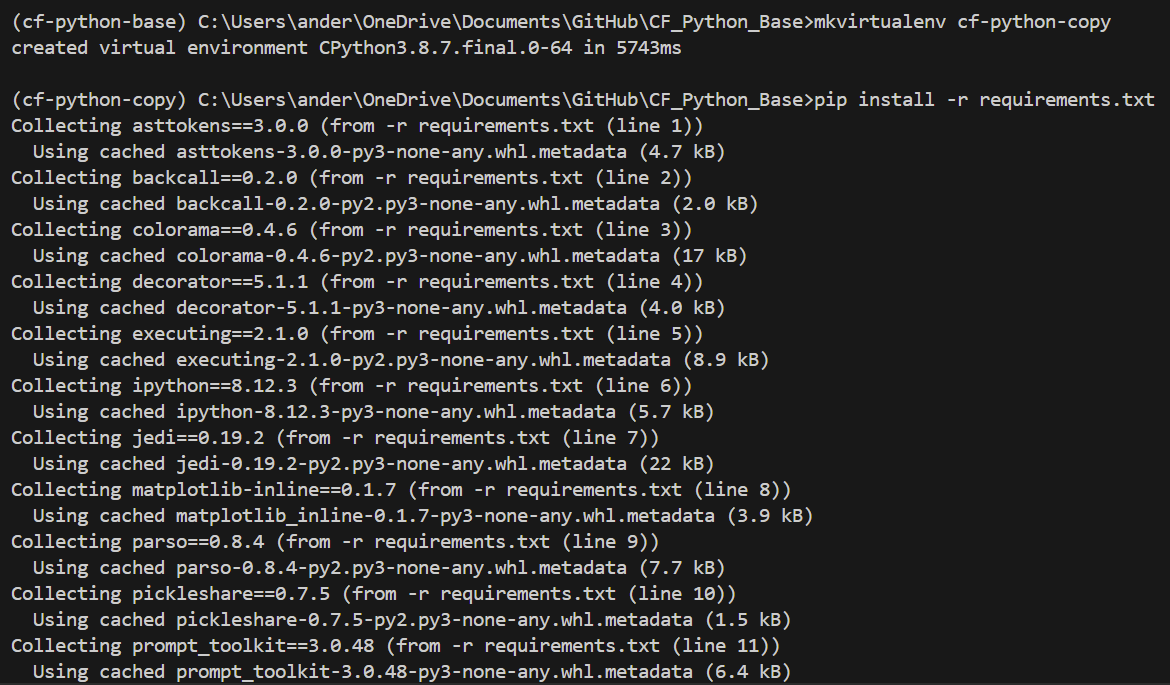 (cf-python-base) C:\Users\ander\OneDrive\Documents\GitHub\CF_Python_Base>mkvirtualenv cf-python-copy
created virtual environment CPython3.8.7.final.0-64 in 5743ms
(cf-python-copy) C:\Users\ander\OneDrive\Documents\GitHub\CF_Python_Base>pip install -r requirements.txt
Collecting asttokens==3.0.0 (from -r requirements.txt (line 1))
  Using cached asttokens-3.0.0-py3-none-any.whl.metadata (4.7 kB)
Collecting backcall==0.2.0 (from -r requirements.txt (line 2))
  Using cached backcall-0.2.0-py2.py3-none-any.whl.metadata (2.0 kB)
Collecting colorama==0.4.6 (from -r requirements.txt (line 3))
  Using cached colorama-0.4.6-py2.py3-none-any.whl.metadata (17 kB)
Collecting decorator==5.1.1 (from -r requirements.txt (line 4))
  Using cached decorator-5.1.1-py3-none-any.whl.metadata (4.0 kB)
Collecting executing==2.1.0 (from -r requirements.txt (line 5))
  Using cached executing-2.1.0-py2.py3-none-any.whl.metadata (8.9 kB)
Collecting ipython==8.12.3 (from -r requirements.txt (line 6))
  Using cached ipython-8.12.3-py3-none-any.whl.metadata (5.7 kB)
Collecting jedi==0.19.2 (from -r requirements.txt (line 7))
  Using cached jedi-0.19.2-py2.py3-none-any.whl.metadata (22 kB)
Collecting matplotlib-inline==0.1.7 (from -r requirements.txt (line 8))
  Using cached matplotlib_inline-0.1.7-py3-none-any.whl.metadata (3.9 kB)
Collecting parso==0.8.4 (from -r requirements.txt (line 9))
  Using cached parso-0.8.4-py2.py3-none-any.whl.metadata (7.7 kB)
Collecting pickleshare==0.7.5 (from -r requirements.txt (line 10))
  Using cached pickleshare-0.7.5-py2.py3-none-any.whl.metadata (1.5 kB)
Collecting prompt_toolkit==3.0.48 (from -r requirements.txt (line 11))
  Using cached prompt_toolkit-3.0.48-py3-none-any.whl.metadata (6.4 kB)